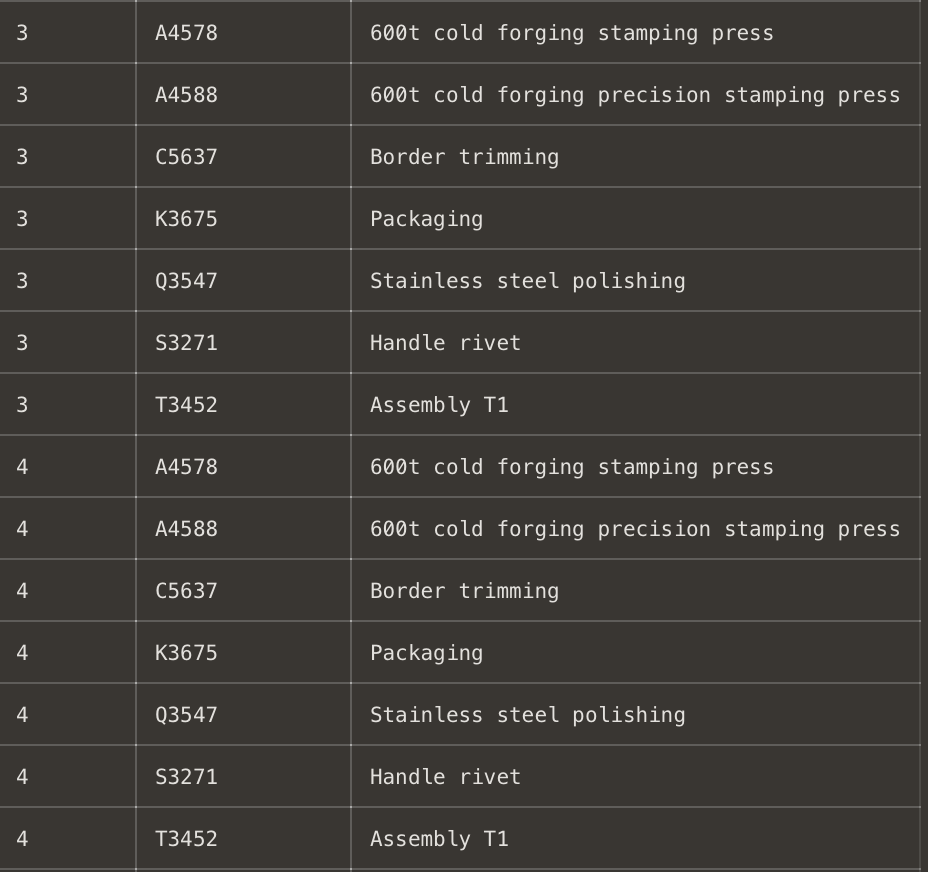 3 A4578 600t cold forging stamping press
3 A4588 600t cold forging precision stamping press
3 C5637 Border trimming
3 K3675 Packaging
3 Q3547 Stainless steel polishing
3 S3271 Handle rivet
3 T3452 Assembly T1
4 A4578 600t cold forging stamping press
4 A4588 600t cold forging precision stamping press
4 C5637 Border trimming
4 K3675 Packaging
4 Q3547 Stainless steel polishing
4 S3271 Handle rivet
4 T3452 Assembly T1